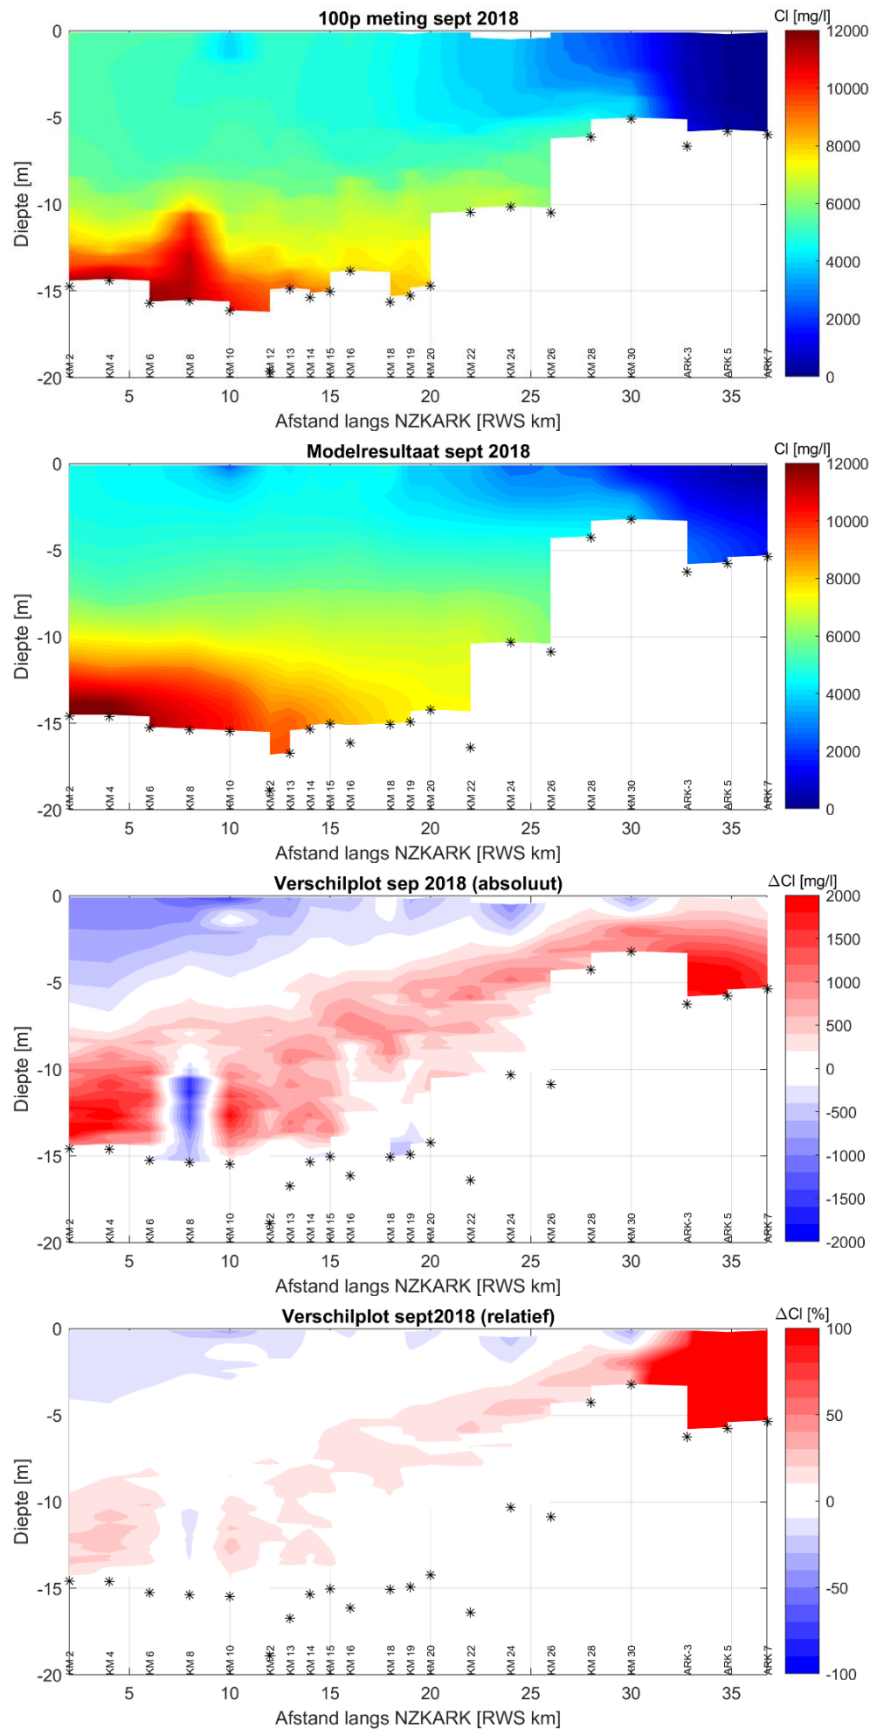 100p meting sept 2018
Cl [mg/l]
0
-5
-10
-15
-20
Diepte [m]
KM 2
KM 4
KM 6
KM 8
KM 10
KM 12
KM 13
KM 14
KM 15
KM 16
KM 18
KM 19
KM 20
KM 22
KM 24
KM 26
KM 28
KM 30
ARK-3
ARK 5
ARK 7
5 10 15 20 25 30 35
Afstand langs NZKARK [RWS km]
12000
10000
8000
6000
4000
2000
0
Modelresultaat sept 2018
Cl [mg/l]
0
-5
-10
-15
-20
Diepte [m]
KM 2
KM 4
KM 6
KM 8
KM 10
KM 12
KM 13
KM 14
KM 15
KM 16
KM 18
KM 19
KM 20
KM 22
KM 24
KM 26
KM 28
KM 30
ARK-3
ARK 5
ARK 7
5 10 15 20 25 30 35
Afstand langs NZKARK [RWS km]
12000
10000
8000
6000
4000
2000
0
Verschilplot sep 2018 (absoluut)
ΔCl [mg/l]
0
-5
-10
-15
-20
Diepte [m]
KM 2
KM 4
KM 6
KM 8
KM 10
KM 12
KM 13
KM 14
KM 15
KM 16
KM 18
KM 19
KM 20
KM 22
KM 24
KM 26
KM 28
KM 30
ARK-3
ARK 5
ARK 7
5 10 15 20 25 30 35
Afstand langs NZKARK [RWS km]
2000
1500
1000
500
0
-500
-1000
-1500
-2000
Verschilplot sept2018 (relatief)
ΔCl [%]
0
-5
-10
-15
-20
Diepte [m]
KM 2
KM 4
KM 6
KM 8
KM 10
KM 12
KM 13
KM 14
KM 15
KM 16
KM 18
KM 19
KM 20
KM 22
KM 24
KM 26
KM 28
KM 30
ARK-3
ARK 5
ARK 7
5 10 15 20 25 30 35
Afstand langs NZKARK [RWS km]
100
50
0
-50
-100